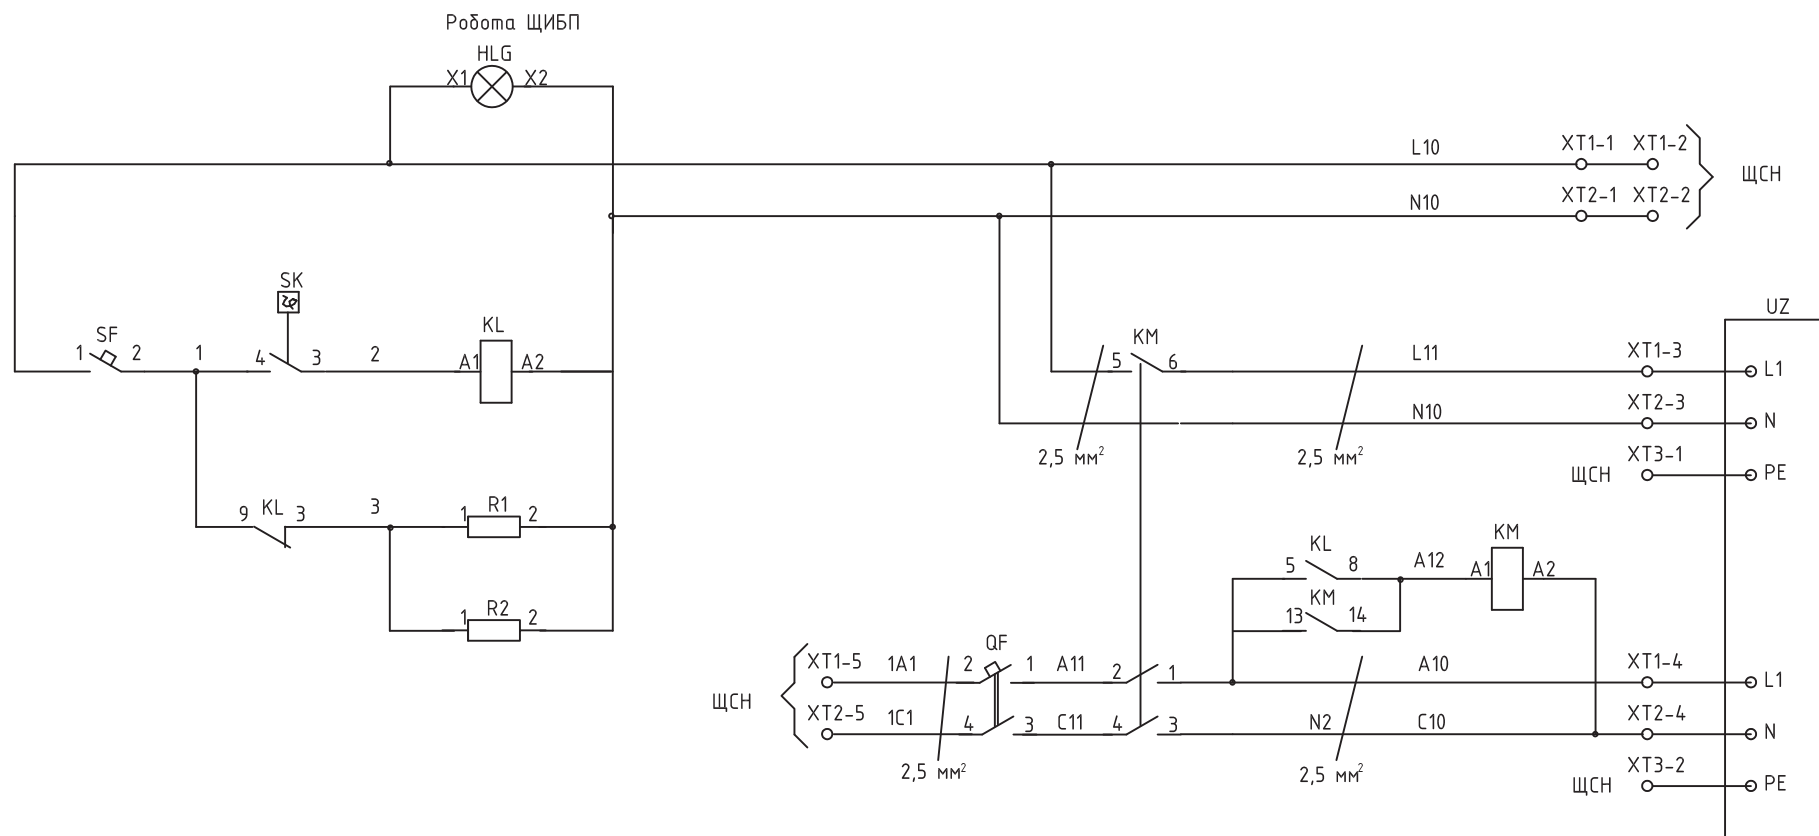 Робота ЩИБП
HLG
X1 X2
L10 XT1-1 XT1-2
ЩСН
N10 XT2-1 XT2-2
SK
UZ
SF KL KM
1 2 1 4 3 2 A1 A2 5 6 L11 XT1-3 L1
N10 XT2-3 N
2,5 мм² 2,5 мм²
ЩСН XT3-1 PE
9 KL 3 3 1 R1 2
KL KM
5 8 A12 A1 A2
KM
1 R2 2 13 14
QF
XT1-5 1A1 2 1 A11 2 1 A10 XT1-4 L1
ЩСН
XT2-5 1C1 4 3 C11 4 3 N2 C10 XT2-4 N
2,5 мм² 2,5 мм²
ЩСН XT3-2 PE